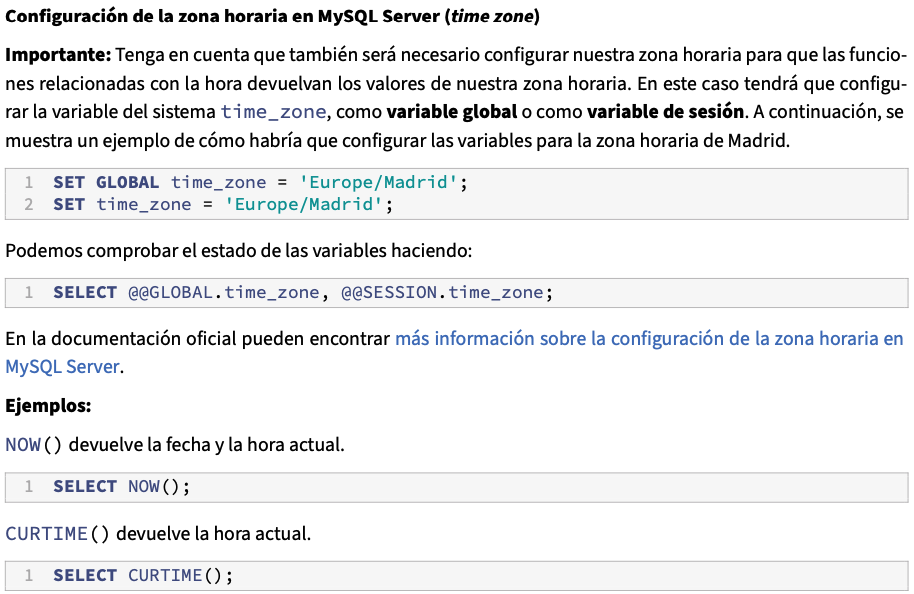 Configuración de la zona horaria en MySQL Server (time zone)
Importante: Tenga en cuenta que también será necesario configurar nuestra zona horaria para que las funcio-
nes relacionadas con la hora devuelvan los valores de nuestra zona horaria. En este caso tendrá que configu-
rar la variable del sistema time_zone, como variable global o como variable de sesión. A continuación, se
muestra un ejemplo de cómo habría que configurar las variables para la zona horaria de Madrid.
1 SET GLOBAL time_zone = 'Europe/Madrid';
2 SET time_zone = 'Europe/Madrid';
Podemos comprobar el estado de las variables haciendo:
1 SELECT @@GLOBAL.time_zone, @@SESSION.time_zone;
En la documentación oficial pueden encontrar más información sobre la configuración de la zona horaria en
MySQL Server.
Ejemplos:
NOW() devuelve la fecha y la hora actual.
1 SELECT NOW();
CURTIME() devuelve la hora actual.
1 SELECT CURTIME();